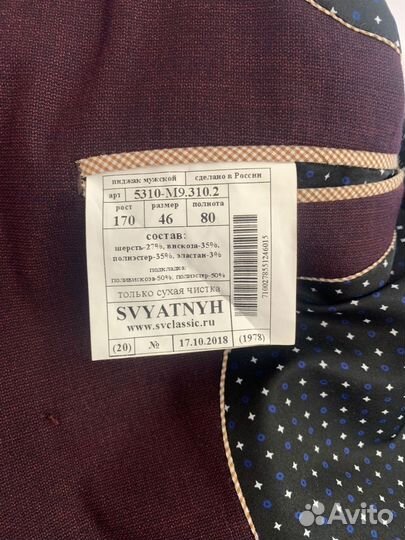 пиджак мужской сделано в России
арт 5310-М9.310.2
рост размер полнота
170 46 80
состав:
шерсть-27%, вискоза-35%,
полиэстер-35%, эластан-3%
подкладка:
поливискоза-50%, полиэстер-50%
только сухая чистка
SVYATNYH
www.svclassic.ru
(20) № 17.10.2018 (1978)
7100278551246015
Avito